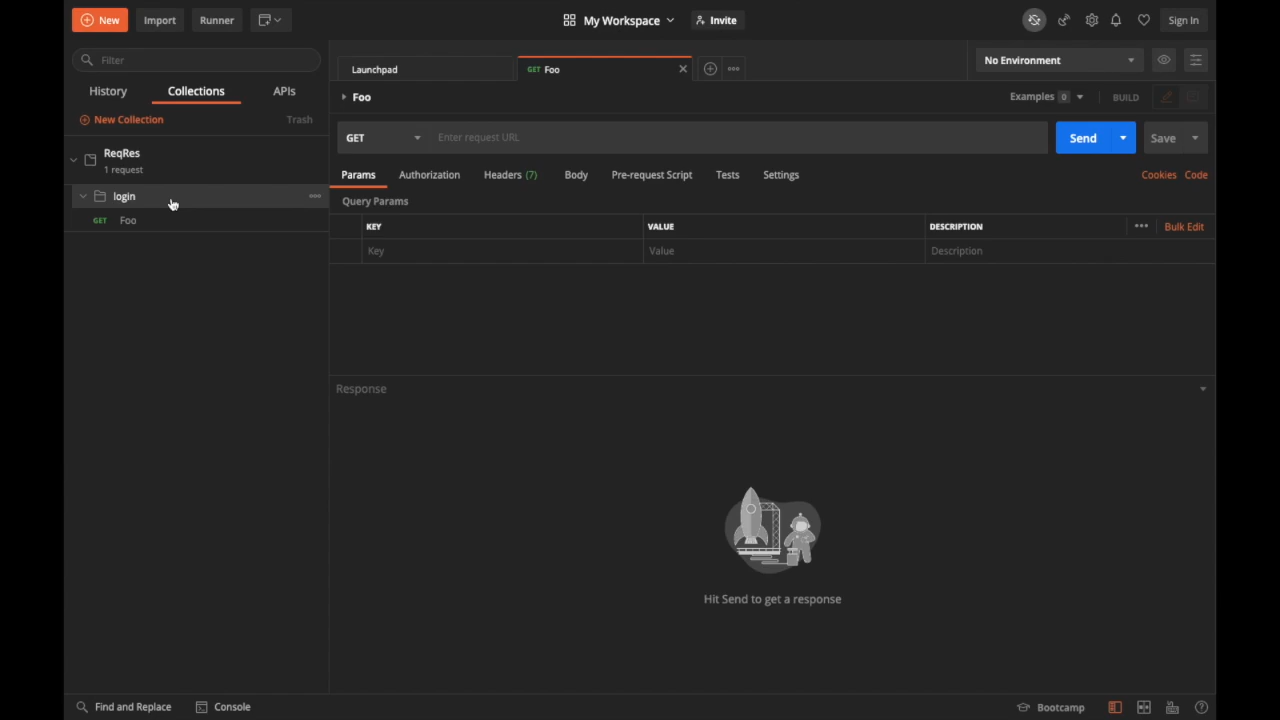 New
Import
Runner
My Workspace
Invite
Sign In
Filter
History
Collections
APIs
New Collection
Trash
ReqRes
1 request
login
GET Foo
Launchpad
GET Foo
No Environment
Foo
Examples 0
BUILD
GET
Enter request URL
Send
Save
Params
Authorization
Headers (7)
Body
Pre-request Script
Tests
Settings
Cookies
Code
Query Params
KEY
VALUE
DESCRIPTION
Bulk Edit
Key
Value
Description
Response
Hit Send to get a response
Find and Replace
Console
Bootcamp